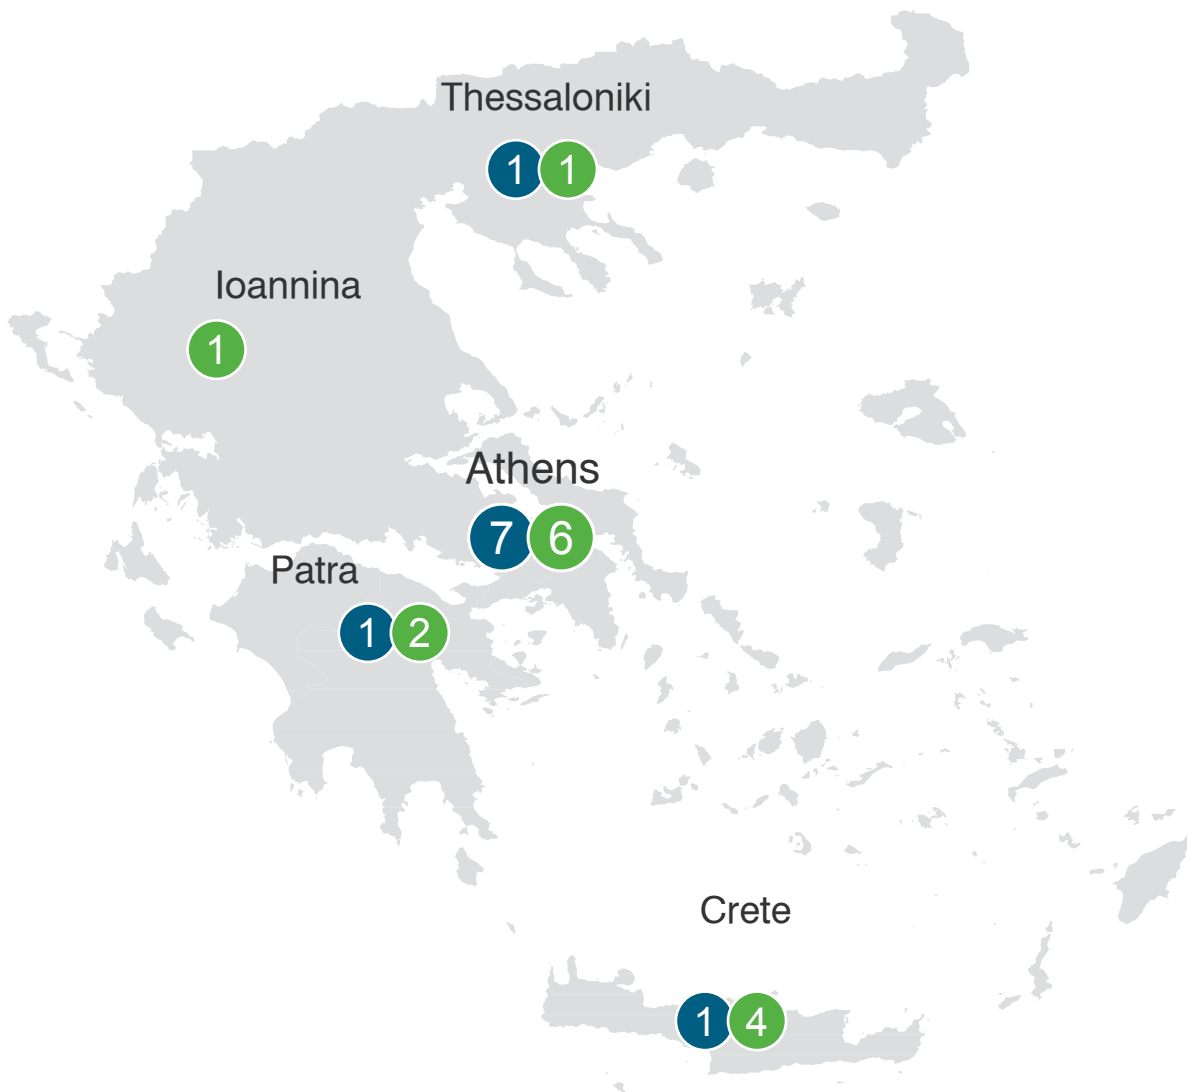 Thessaloniki
1 1
Ioannina
1
Athens
7 6
Patra
1 2
Crete
1 4